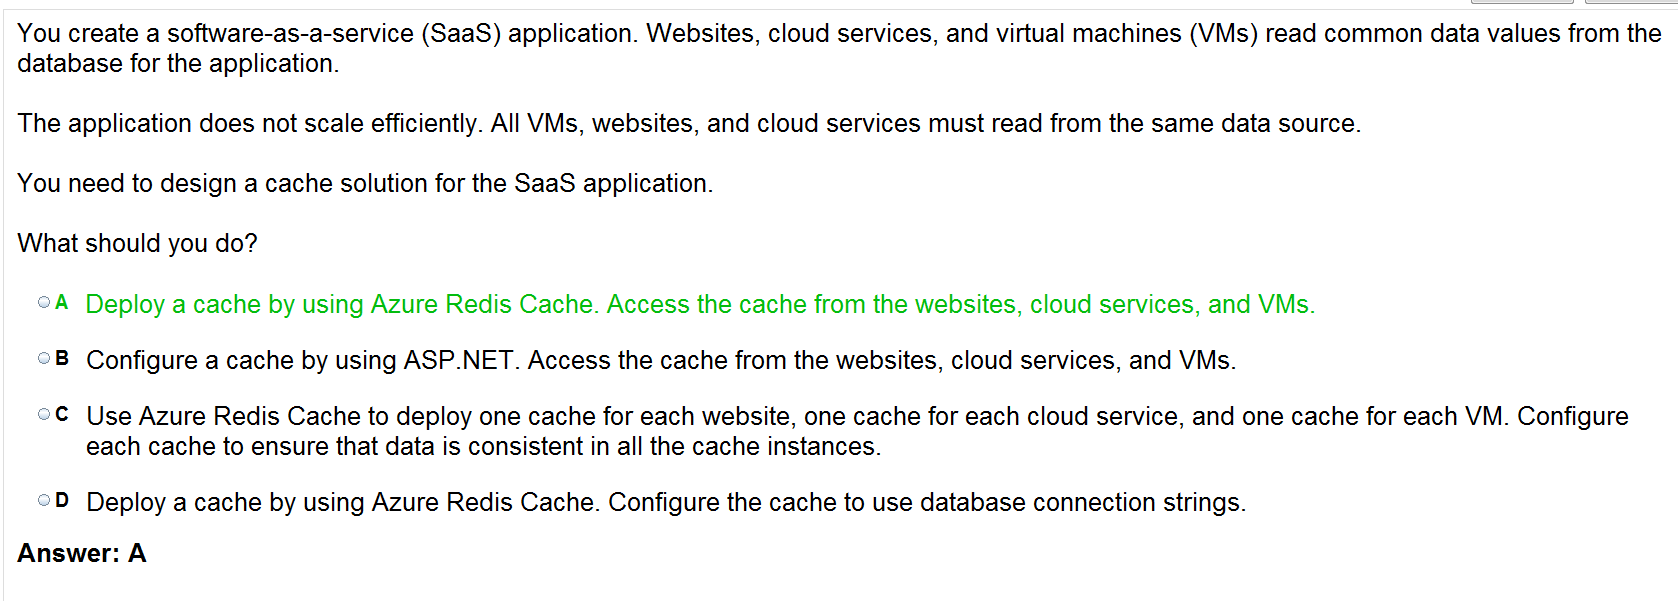 You create a software-as-a-service (SaaS) application. Websites, cloud services, and virtual machines (VMs) read common data values from the
database for the application.
The application does not scale efficiently. All VMs, websites, and cloud services must read from the same data source.
You need to design a cache solution for the SaaS application.
What should you do?
A Deploy a cache by using Azure Redis Cache. Access the cache from the websites, cloud services, and VMs.
B Configure a cache by using ASP.NET. Access the cache from the websites, cloud services, and VMs.
C Use Azure Redis Cache to deploy one cache for each website, one cache for each cloud service, and one cache for each VM. Configure
each cache to ensure that data is consistent in all the cache instances.
D Deploy a cache by using Azure Redis Cache. Configure the cache to use database connection strings.
Answer: A